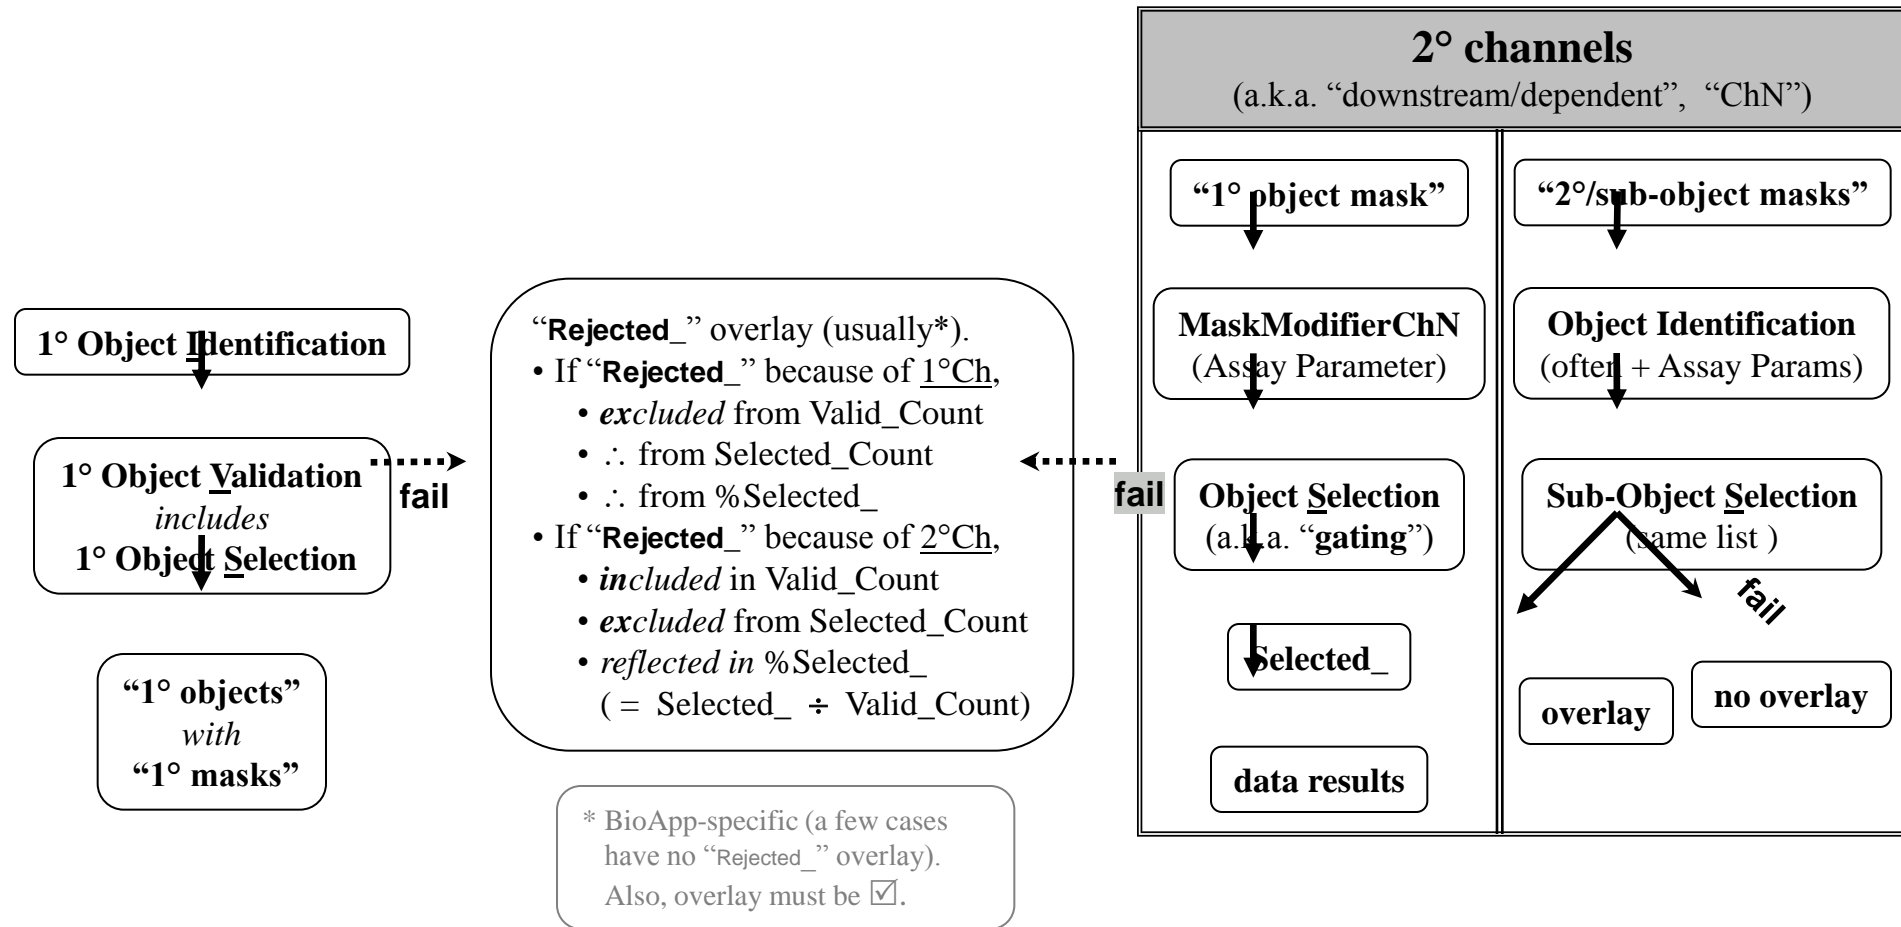 2° channels
(a.k.a. “downstream/dependent”, “ChN”)
“1° object mask”
“2°/sub-object masks”
1° Object Identification
1° Object Validation
includes
1° Object Selection
fail
“1° objects”
with
“1° masks”
“Rejected_” overlay (usually*).
• If “Rejected_” because of 1°Ch,
• excluded from Valid_Count
• ∴ from Selected_Count
• ∴ from %Selected_
• If “Rejected_” because of 2°Ch,
• included in Valid_Count
• excluded from Selected_Count
• reflected in %Selected_
( = Selected_ ÷ Valid_Count)
* BioApp-specific (a few cases
have no “Rejected_” overlay).
Also, overlay must be ☑.
MaskModifierChN
(Assay Parameter)
fail
Object Selection
(a.k.a. “gating”)
Selected_
data results
Object Identification
(often + Assay Params)
Sub-Object Selection
(same list )
fail
overlay
no overlay